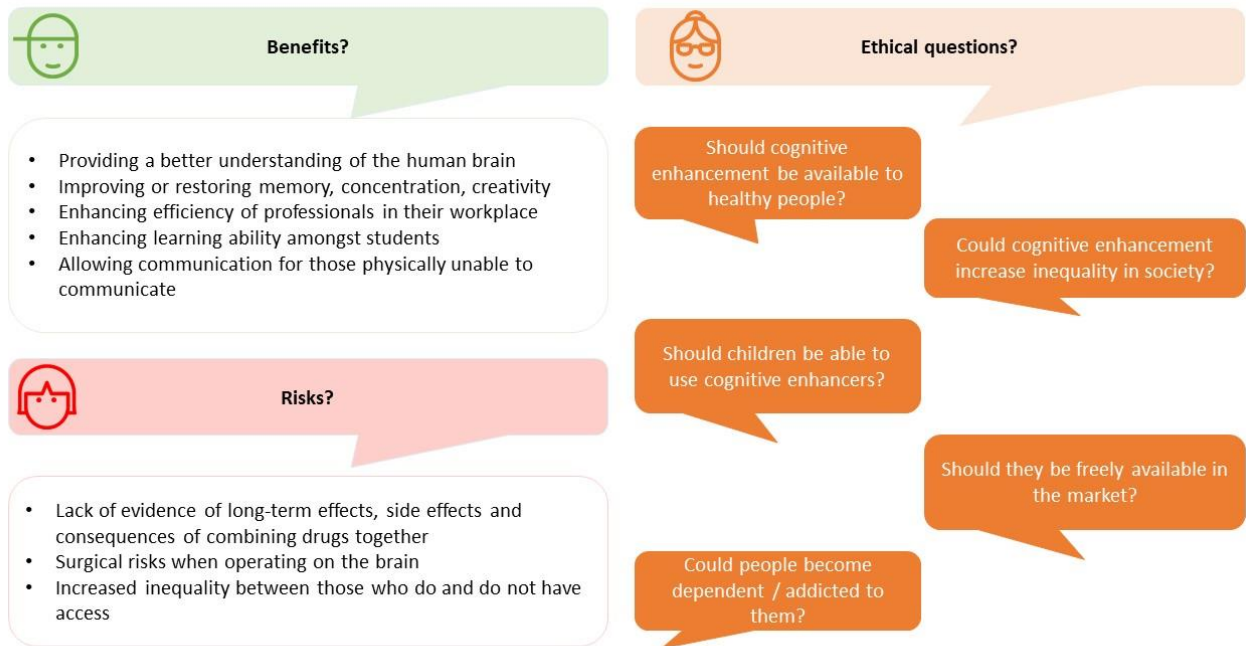 Benefits?
• Providing a better understanding of the human brain
• Improving or restoring memory, concentration, creativity
• Enhancing efficiency of professionals in their workplace
• Enhancing learning ability amongst students
• Allowing communication for those physically unable to
communicate
Risks?
• Lack of evidence of long-term effects, side effects and
consequences of combining drugs together
• Surgical risks when operating on the brain
• Increased inequality between those who do and do not have
access
Ethical questions?
Should cognitive
enhancement be available to
healthy people?
Could cognitive enhancement
increase inequality in society?
Should children be able to
use cognitive enhancers?
Should they be freely available in
the market?
Could people become
dependent / addicted to
them?